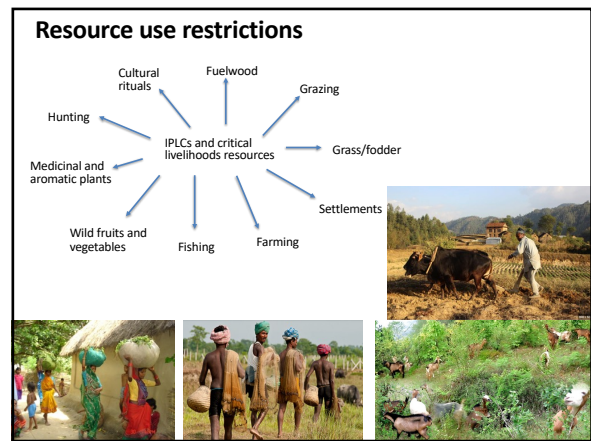 Resource use restrictions
Cultural
rituals
Fuelwood
Grazing
Hunting
IPLCs and critical
livelihoods resources
Grass/fodder
Medicinal and
aromatic plants
Settlements
Wild fruits and
vegetables
Fishing
Farming